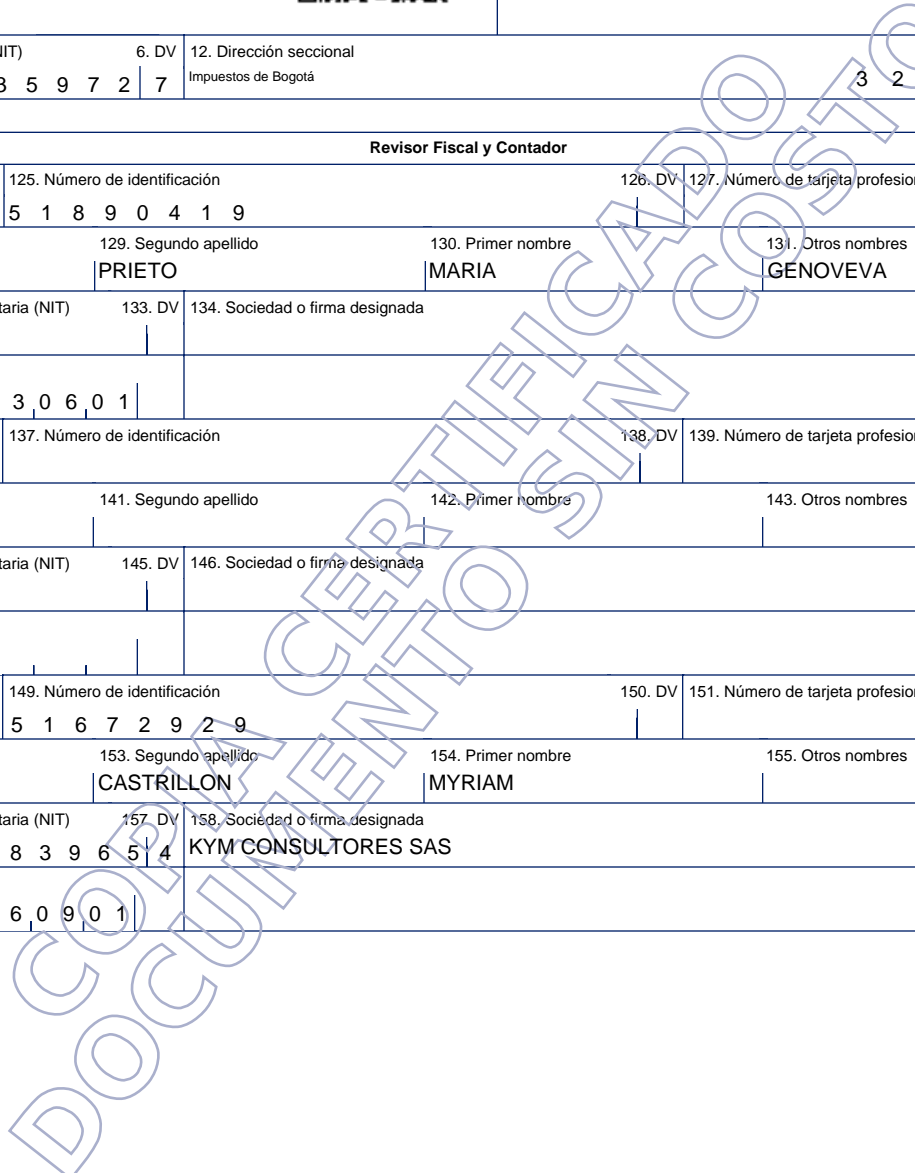 IT) 6. DV 12. Dirección seccional
5 9 7 2 7 Impuestos de Bogotá 3 2
Revisor Fiscal y Contador
125. Número de identificación 126. DV 127. Número de tarjeta profesion
5 1 8 9 0 4 1 9
129. Segundo apellido 130. Primer nombre 131. Otros nombres
PRIETO MARIA GENOVEVA
taria (NIT) 133. DV 134. Sociedad o firma designada
3 0 6 0 1
137. Número de identificación 138. DV 139. Número de tarjeta profesion
141. Segundo apellido 142. Primer nombre 143. Otros nombres
taria (NIT) 145. DV 146. Sociedad o firma designada
149. Número de identificación 150. DV 151. Número de tarjeta profesion
5 1 6 7 2 9 2 9
153. Segundo apellido 154. Primer nombre 155. Otros nombres
CASTRILLON MYRIAM
taria (NIT) 157. DV 158. Sociedad o firma designada
8 3 9 6 5 4 KYM CONSULTORES SAS
6 0 9 0 1
COPIA CERTIFICADO
DOCUMENTO SIN COSTO